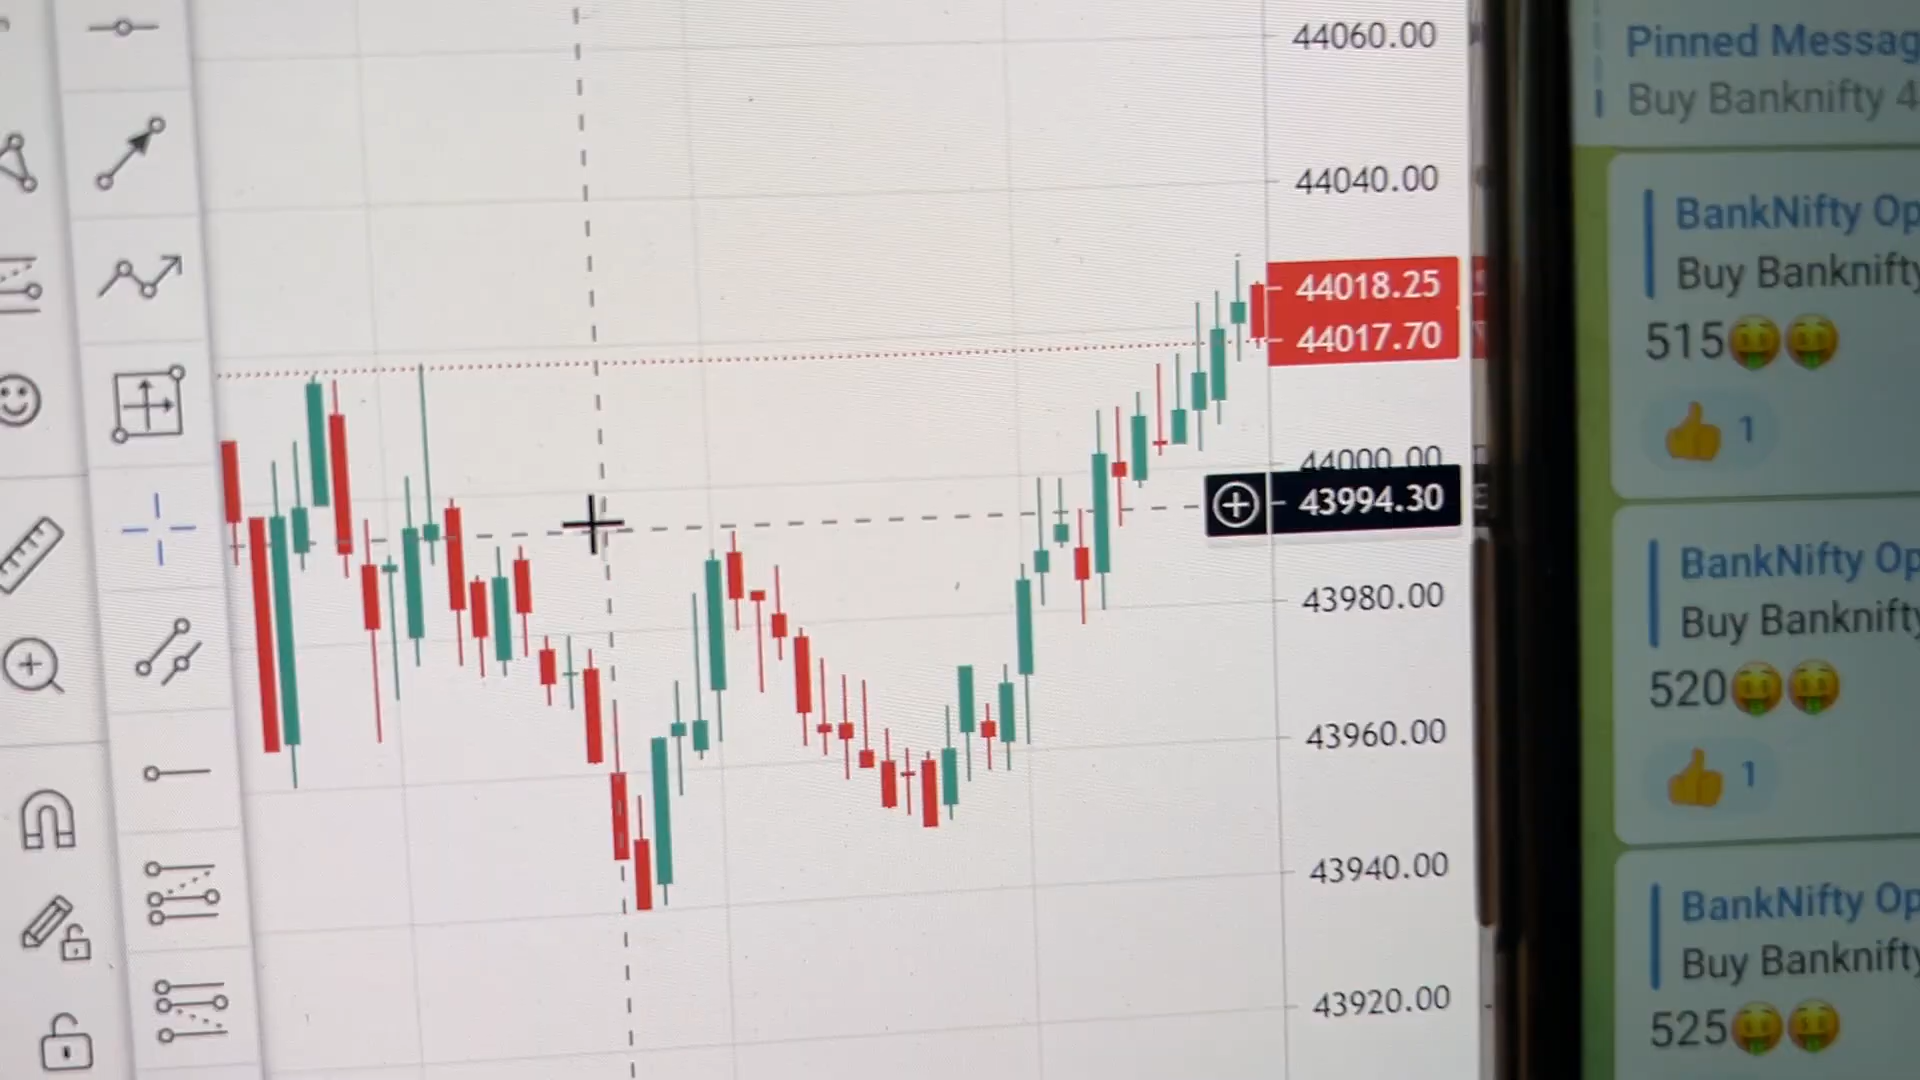 44060.00
44040.00
44018.25
44017.70
44000.00
43994.30
43980.00
43960.00
43940.00
43920.00
Pinned Messag
Buy Banknifty 4
BankNifty Op
Buy Banknifty
515🤑🤑
👍 1
BankNifty Op
Buy Banknifty
520🤑🤑
👍 1
BankNifty Op
Buy Banknifty
525🤑🤑